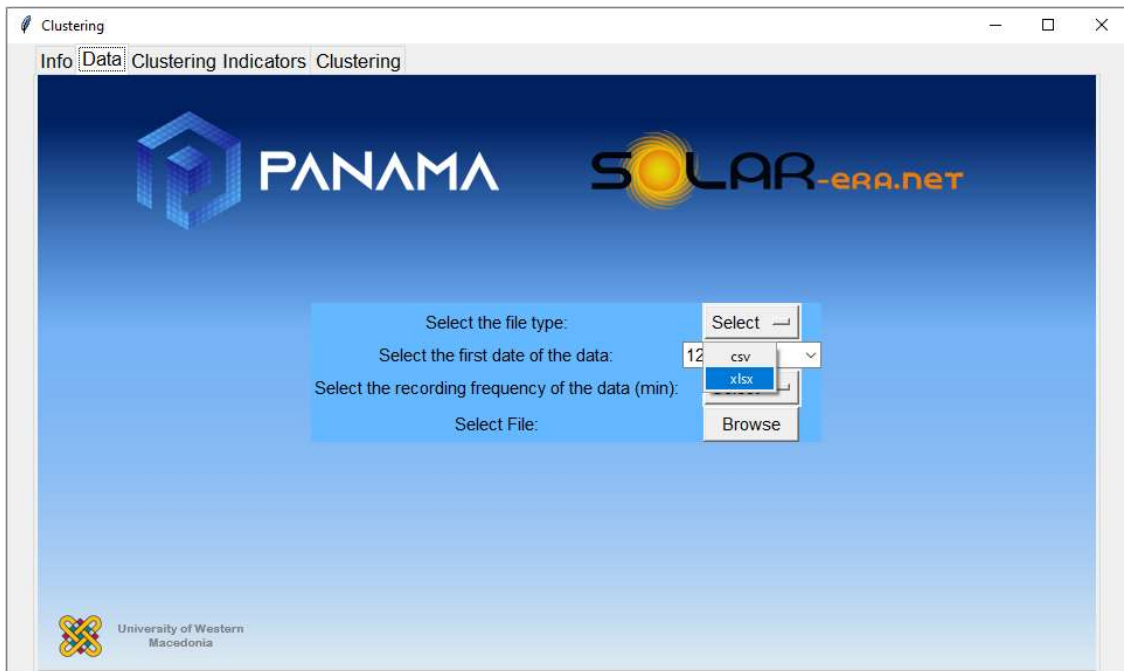 Clustering
Info Data Clustering Indicators Clustering
PANAMA
SOLAR-ERA.NET
Select the file type: Select
Select the first date of the data: 12
csv
xlsx
Select the recording frequency of the data (min):
Select File: Browse
University of Western
Macedonia